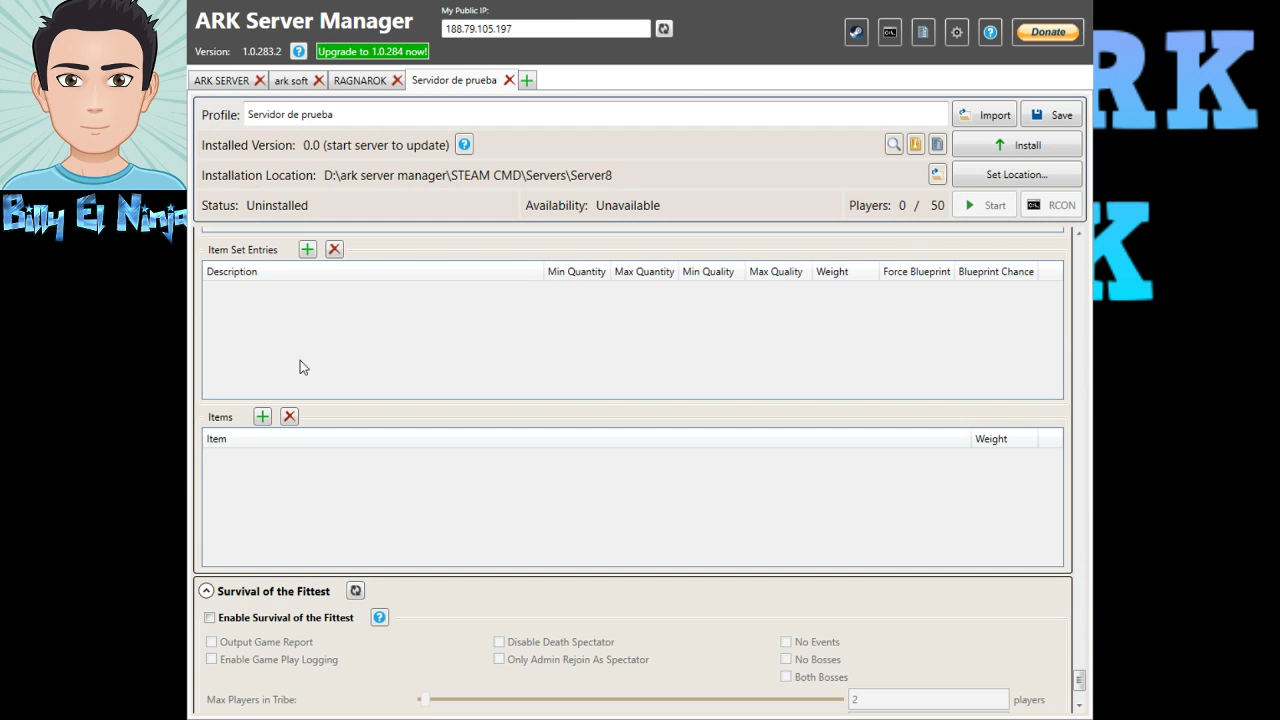 ARK Server Manager
My Public IP:
188.79.105.197
Donate
Version: 1.0.283.2 ? Upgrade to 1.0.284 now!
ARK SERVER ark soft RAGNAROK Servidor de prueba
Profile: Servidor de prueba Import Save
Installed Version: 0.0 (start server to update) ? Install
Installation Location: D:\ark server manager\STEAM CMD\Servers\Server8 Set Location...
Status: Uninstalled Availability: Unavailable Players: 0 / 50 Start RCON
Billy El Ninja
ARK
K
Item Set Entries
Description Min Quantity Max Quantity Min Quality Max Quality Weight Force Blueprint Blueprint Chance
Items
Item Weight
Survival of the Fittest
Enable Survival of the Fittest ?
Output Game Report Disable Death Spectator No Events
Enable Game Play Logging Only Admin Rejoin As Spectator No Bosses
Both Bosses
Max Players in Tribe: 2 players